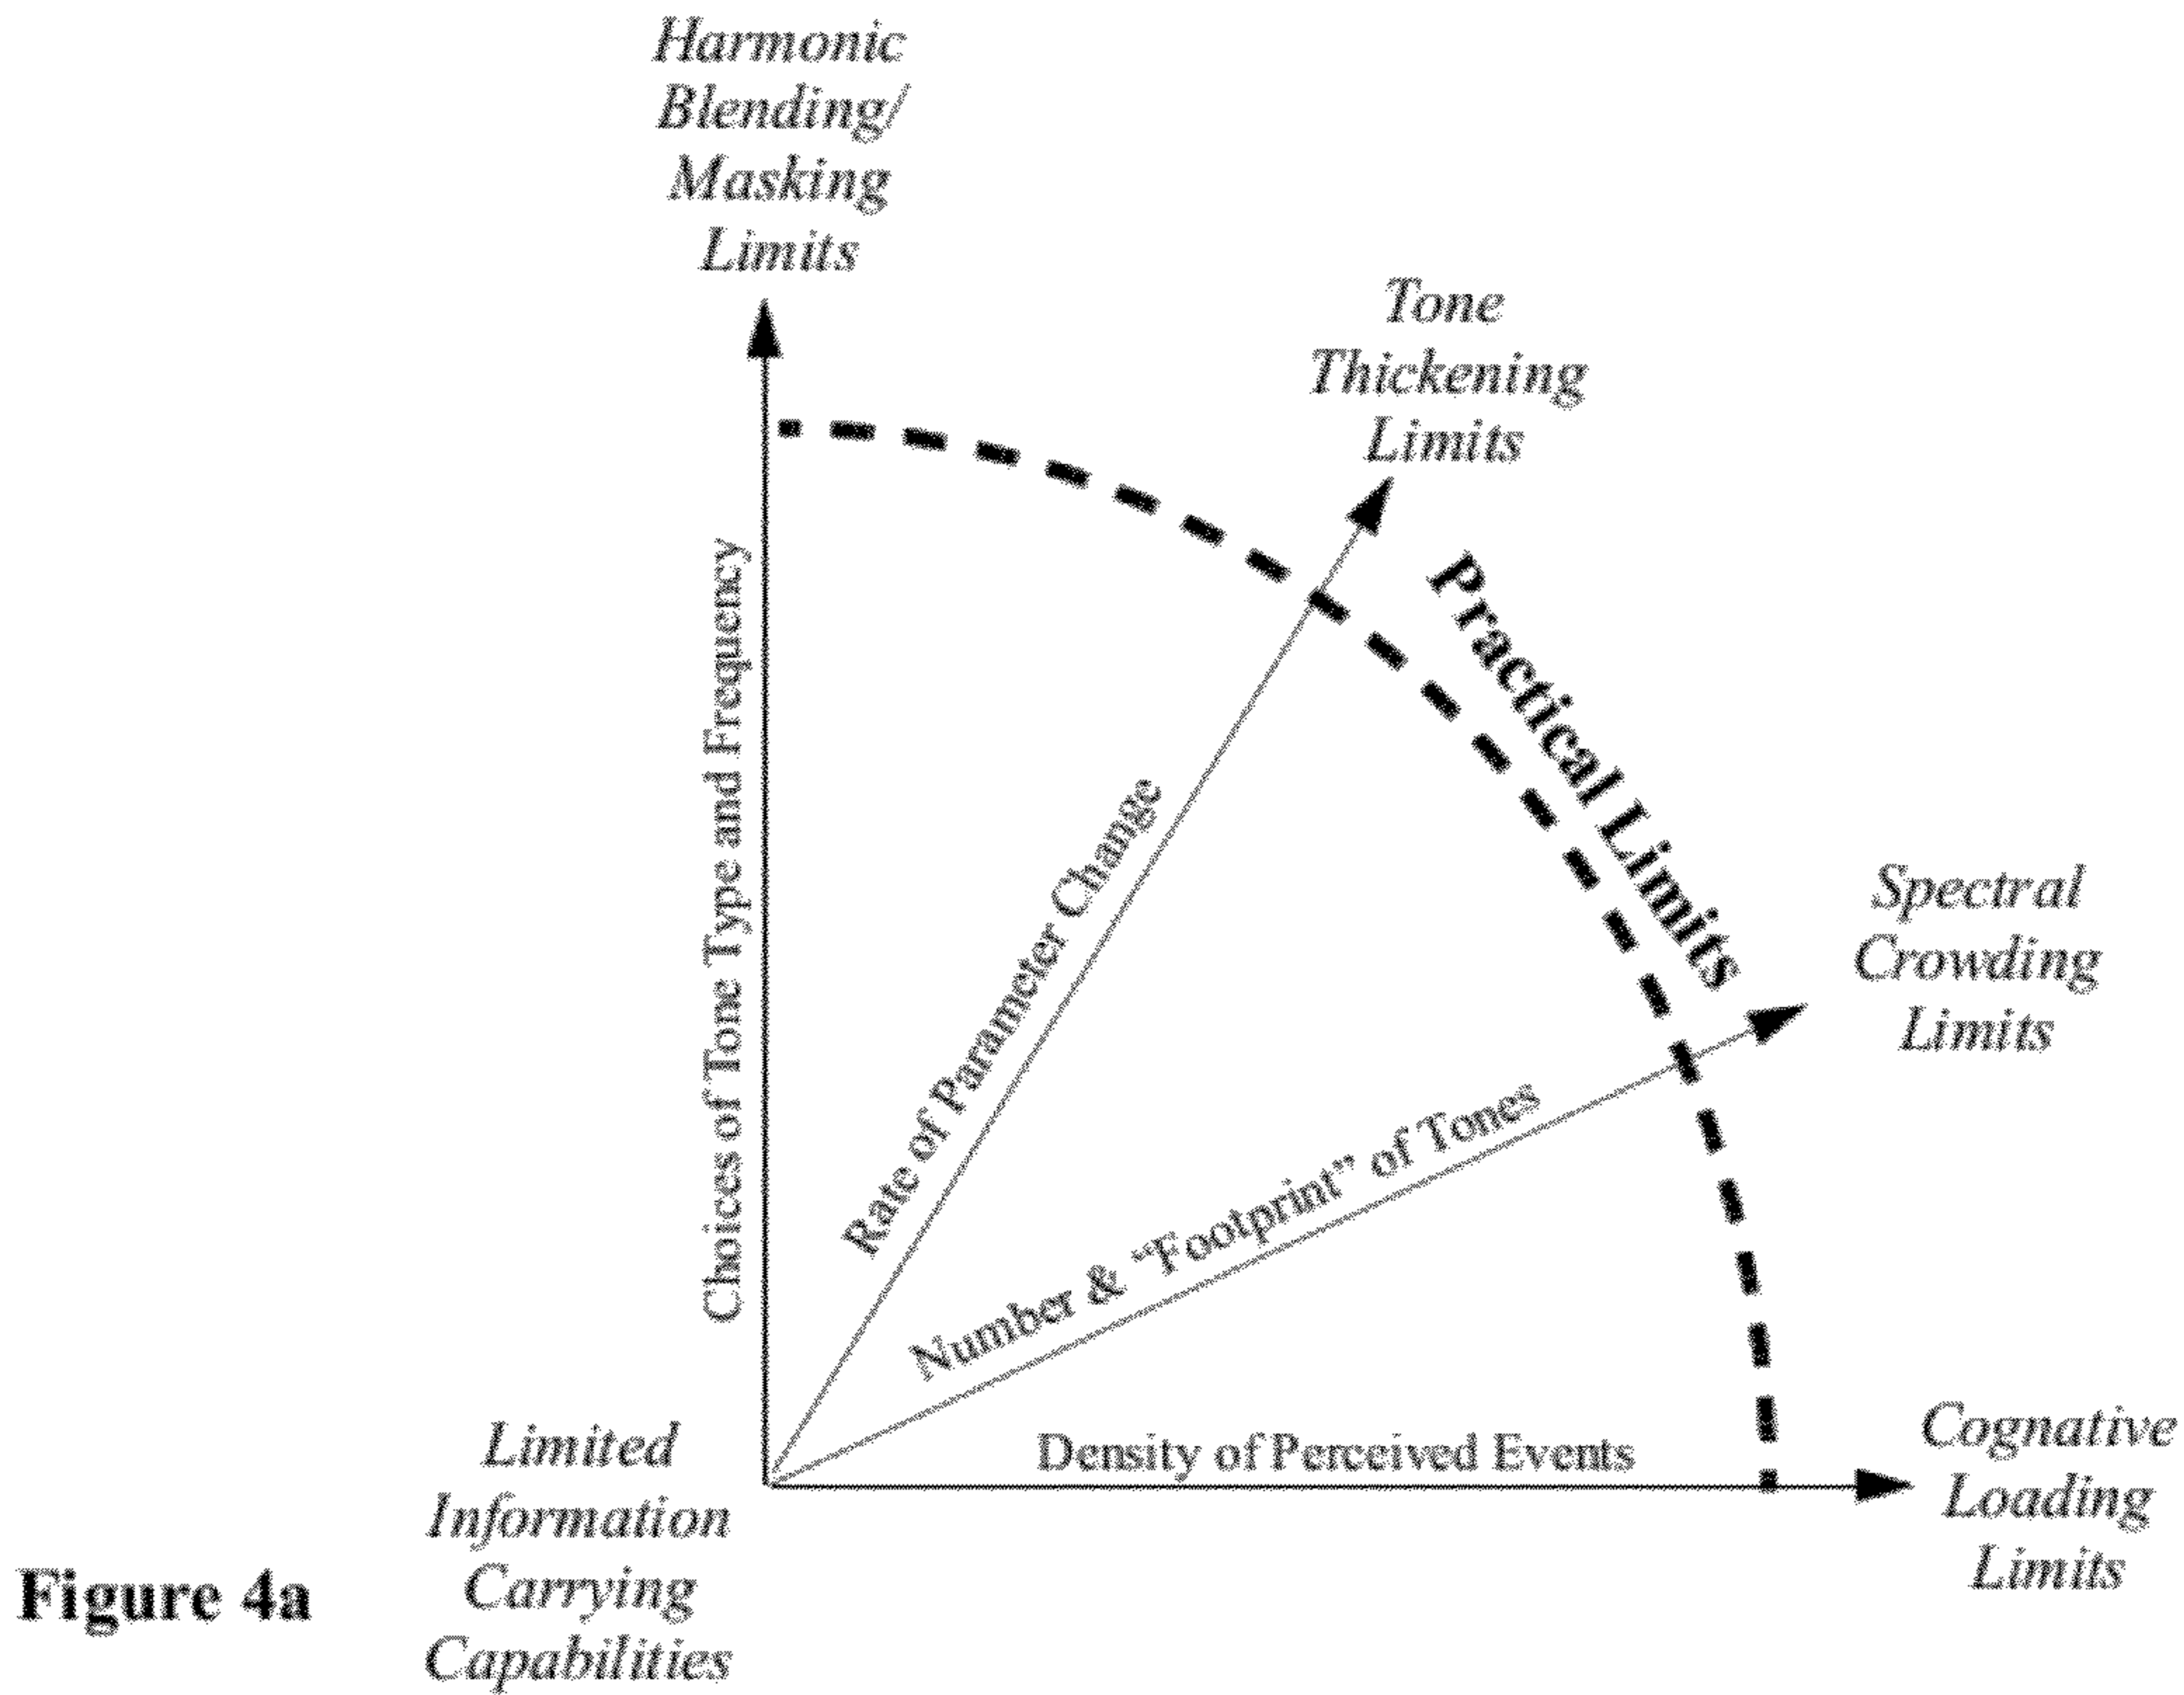 Harmonic
Blending/
Masking
Limits
Tone
Thickening
Limits
Practical Limits
Choices of Tone Type and Frequency
Rate of Parameter Change
Number & “Footprint” of Tones
Spectral
Crowding
Limits
Density of Perceived Events
Cognative
Loading
Limits
Limited
Information
Carrying
Capabilities
Figure 4a